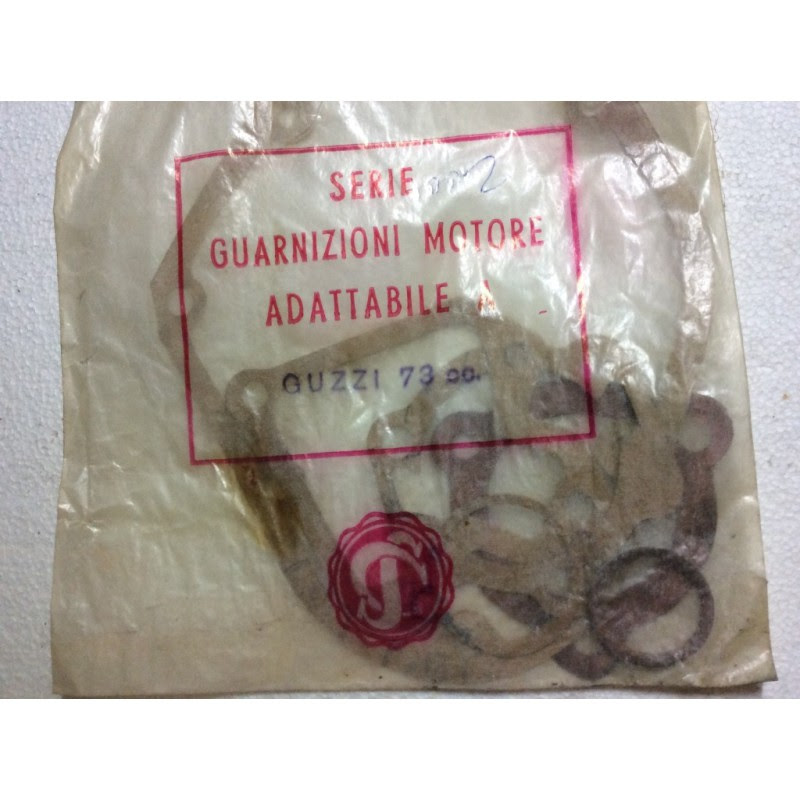 SERIE
GUARNIZIONI MOTORE
ADATTABILE A
GUZZI 73 cc.